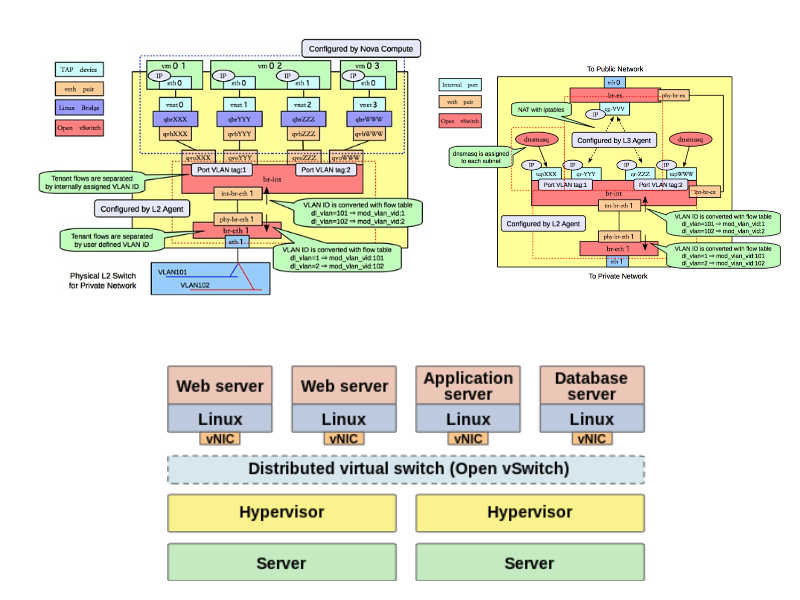 Configured by Nova Compute
TAP device
veth pair
Linux Bridge
Open vSwitch
vm 0 1
vm 0 2
vm 0 3
IP
IP
IP
IP
eth 0
eth 0
eth 1
eth 0
vnet 0
vnet 1
vnet 2
vnet 3
qbrXXX
qbrYYY
qbrZZZ
qbrWWW
qvbXXX
qvbYYY
qvbZZZ
qvbWWW
qvoXXX
qvoYYY
qvoZZZ
qvoWWW
Port VLAN tag:1
Port VLAN tag:2
br-int
Tenant flows are separated
by internally assigned VLAN ID
int-br-eth 1
Configured by L2 Agent
VLAN ID is converted with flow table
dl_vlan=101 ⇒ mod_vlan_vid:1
dl_vlan=102 ⇒ mod_vlan_vid:2
phy-br-eth 1
br-eth 1
Tenant flows are separated
by user defined VLAN ID
eth 1
VLAN ID is converted with flow table
dl_vlan=1 ⇒ mod_vlan_vid:101
dl_vlan=2 ⇒ mod_vlan_vid:102
Physical L2 Switch
for Private Network
VLAN101
VLAN102
To Public Network
Internal port
veth pair
Open vSwitch
eth 0
br-ex
phy-br-ex
NAT with iptables
qg-VVV
IP
Configured by L3 Agent
dnsmasq
dnsmasq
dnsmasq is assigned
to each subnet
IP
IP
IP
IP
tapXXX
qr-YYY
qr-ZZZ
tapWWW
Port VLAN tag:1
Port VLAN tag:2
br-int
int-br-ex
int-br-eth 1
Configured by L2 Agent
VLAN ID is converted with flow table
dl_vlan=101 ⇒ mod_vlan_vid:1
dl_vlan=102 ⇒ mod_vlan_vid:2
phy-br-eth 1
br-eth 1
VLAN ID is converted with flow table
dl_vlan=1 ⇒ mod_vlan_vid:101
dl_vlan=2 ⇒ mod_vlan_vid:102
eth 1
To Private Network
Web server
Web server
Application
server
Database
server
Linux
Linux
Linux
Linux
vNIC
vNIC
vNIC
vNIC
Distributed virtual switch (Open vSwitch)
Hypervisor
Hypervisor
Server
Server